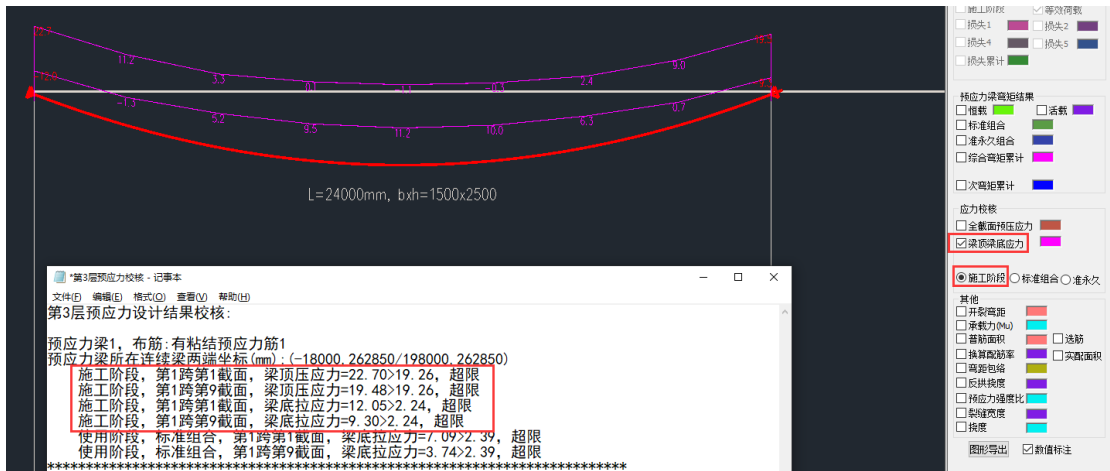 22.7
11.2
3.3
0.1
-1.1
-0.3
2.4
9.0
19.5
-12.0
-1.3
5.2
9.5
11.2
10.0
6.3
0.7
L=24000mm, bxh=1500x2500
*第3层预应力校核 - 记事本
文件(F) 编辑(E) 格式(O) 查看(V) 帮助(H)
第3层预应力设计结果校核:
预应力梁1, 布筋:有粘结预应力筋1
预应力梁所在连续梁两端坐标(mm):(-18000,262850/198000,262850)
施工阶段, 第1跨第1截面, 梁顶压应力=22.70>19.26, 超限
施工阶段, 第1跨第9截面, 梁顶压应力=19.48>19.26, 超限
施工阶段, 第1跨第1截面, 梁底拉应力=12.05>2.24, 超限
施工阶段, 第1跨第9截面, 梁底拉应力=9.30>2.24, 超限
使用阶段, 标准组合, 第1跨第1截面, 梁底拉应力=7.09>2.39, 超限
使用阶段, 标准组合, 第1跨第9截面, 梁底拉应力=3.74>2.39, 超限
施工阶段 等效荷载
损失1 损失2
损失4 损失5
损失累计
预应力梁弯矩结果
恒载 活载
标准组合
准永久组合
综合弯矩累计
次弯矩累计
应力校核
全截面预压应力
梁顶梁底应力
施工阶段 标准组合 准永久
其他
开裂弯距
承载力(Mu)
普筋面积 选筋
换算配筋率 实配面积
弯距包络
反拱挠度
预应力强度比
裂缝宽度
挠度
图形导出 数值标注